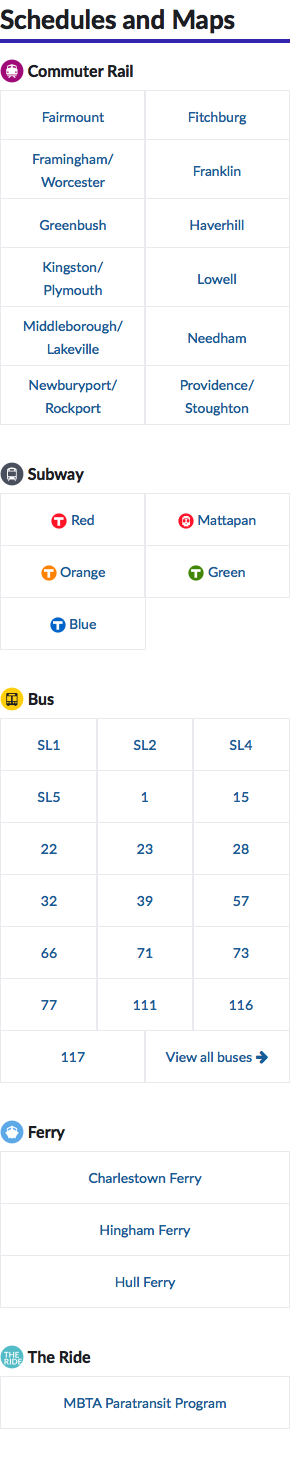 Schedules and Maps
Commuter Rail
Fairmount
Fitchburg
Framingham/
Worcester
Franklin
Greenbush
Haverhill
Kingston/
Plymouth
Lowell
Middleborough/
Lakeville
Needham
Newburyport/
Rockport
Providence/
Stoughton
Subway
T Red
T Mattapan
T Orange
T Green
T Blue
Bus
SL1
SL2
SL4
SL5
1
15
22
23
28
32
39
57
66
71
73
77
111
116
117
View all buses
Ferry
Charlestown Ferry
Hingham Ferry
Hull Ferry
THE
RIDE
The Ride
MBTA Paratransit Program